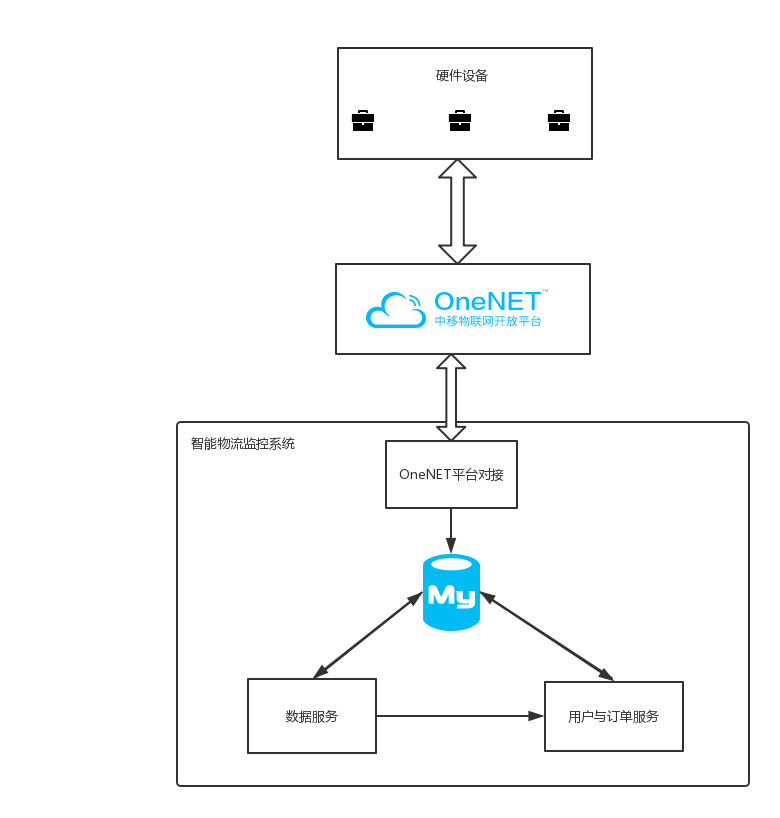 硬件设备
OneNET™
中移物联网开放平台
智能物流监控系统
OneNET平台对接
My
数据服务
用户与订单服务